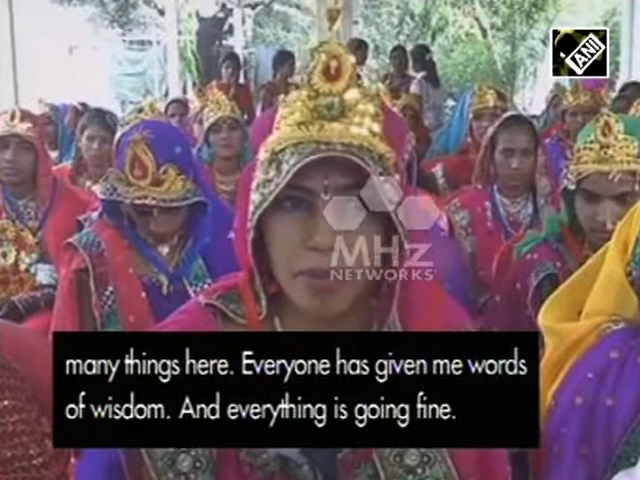 ANI
MHz
NETWORKS
many things here. Everyone has given me words
of wisdom. And everything is going fine.